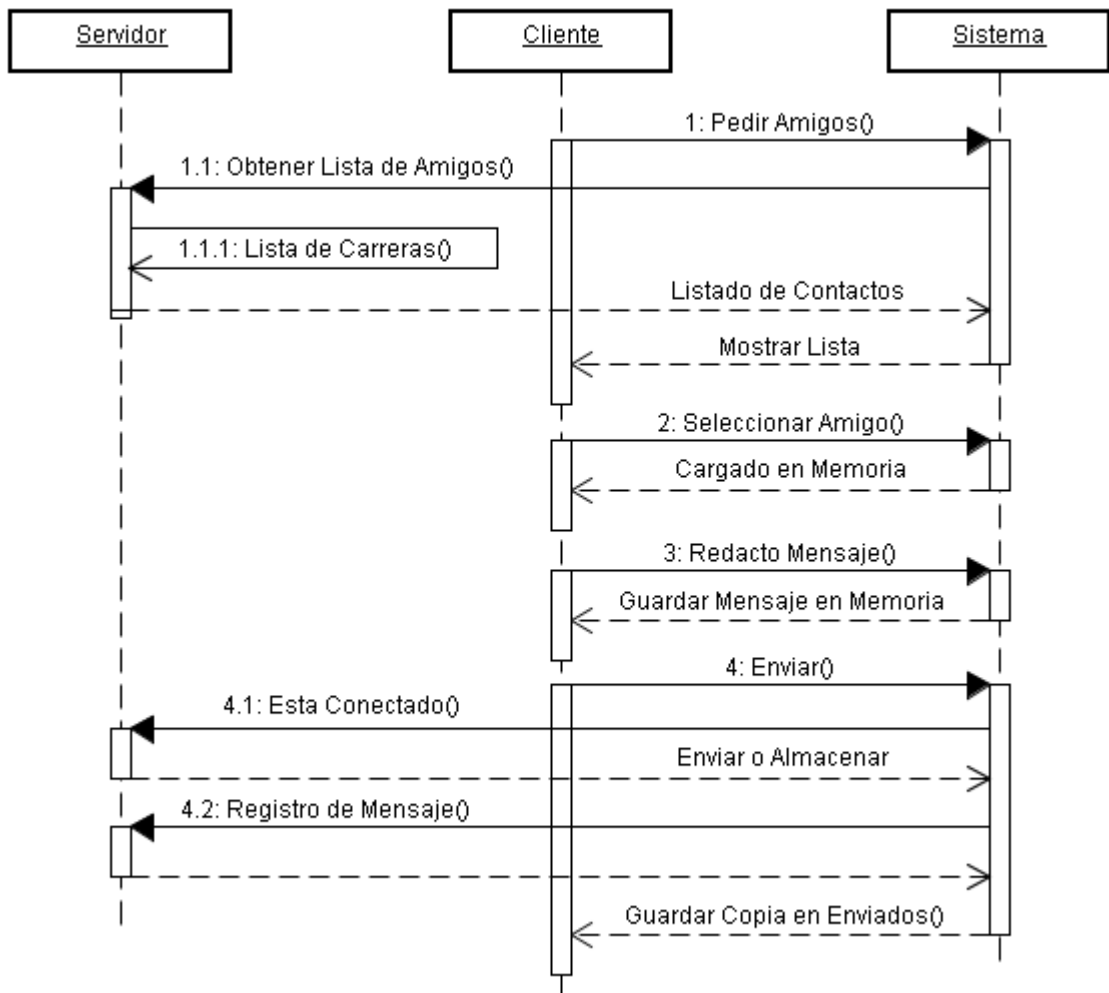 Servidor
Cliente
Sistema
1: Pedir Amigos()
1.1: Obtener Lista de Amigos()
1.1.1: Lista de Carreras()
Listado de Contactos
Mostrar Lista
2: Seleccionar Amigo()
Cargado en Memoria
3: Redacto Mensaje()
Guardar Mensaje en Memoria
4: Enviar()
4.1: Esta Conectado()
Enviar o Almacenar
4.2: Registro de Mensaje()
Guardar Copia en Enviados()